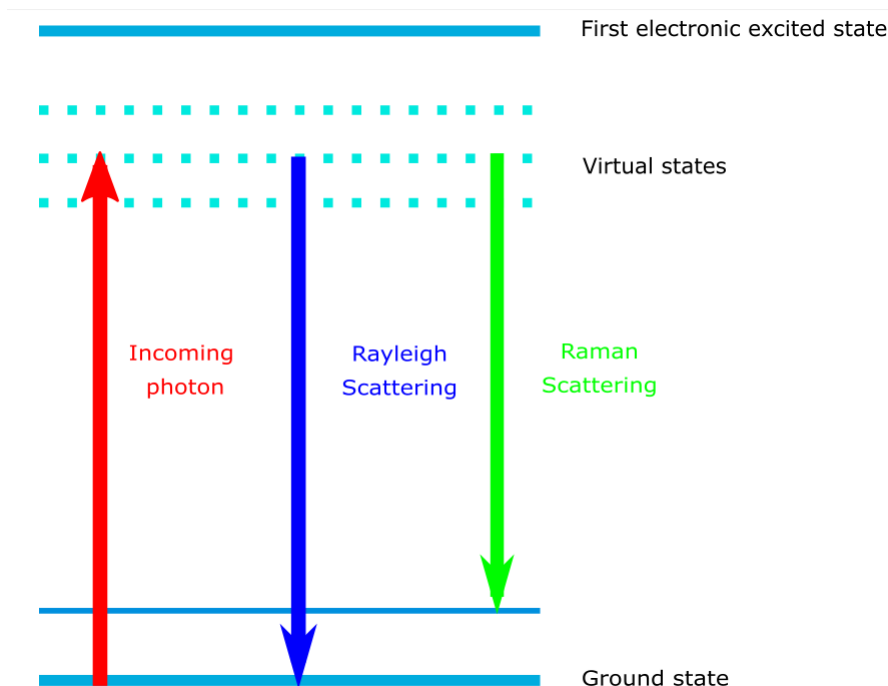 First electronic excited state
Virtual states
Incoming
photon
Rayleigh
Scattering
Raman
Scattering
Ground state